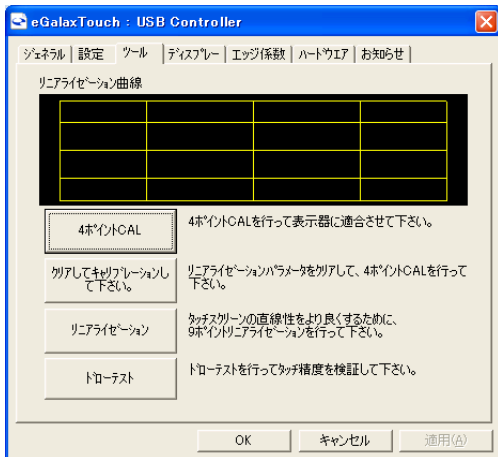 eGalaxTouch : USB Controller
ジェネラル 設定 ツール ディスプレー エッジ係数 ハードウエア お知らせ
リニアライゼーション曲線
4ポイントCAL
4ポイントCALを行って表示器に適合させて下さい。
クリアしてキャリブレーションし
て下さい。
リニアライゼーションパラメータをクリアして、4ポイントCALを行って
下さい。
リニアライゼーション
タッチスクリーンの直線性をより良くするために、
9ポイントリニアライゼーションを行って下さい。
ドローテスト
ドローテストを行ってタッチ精度を検証して下さい。
OK キャンセル 適用(A)